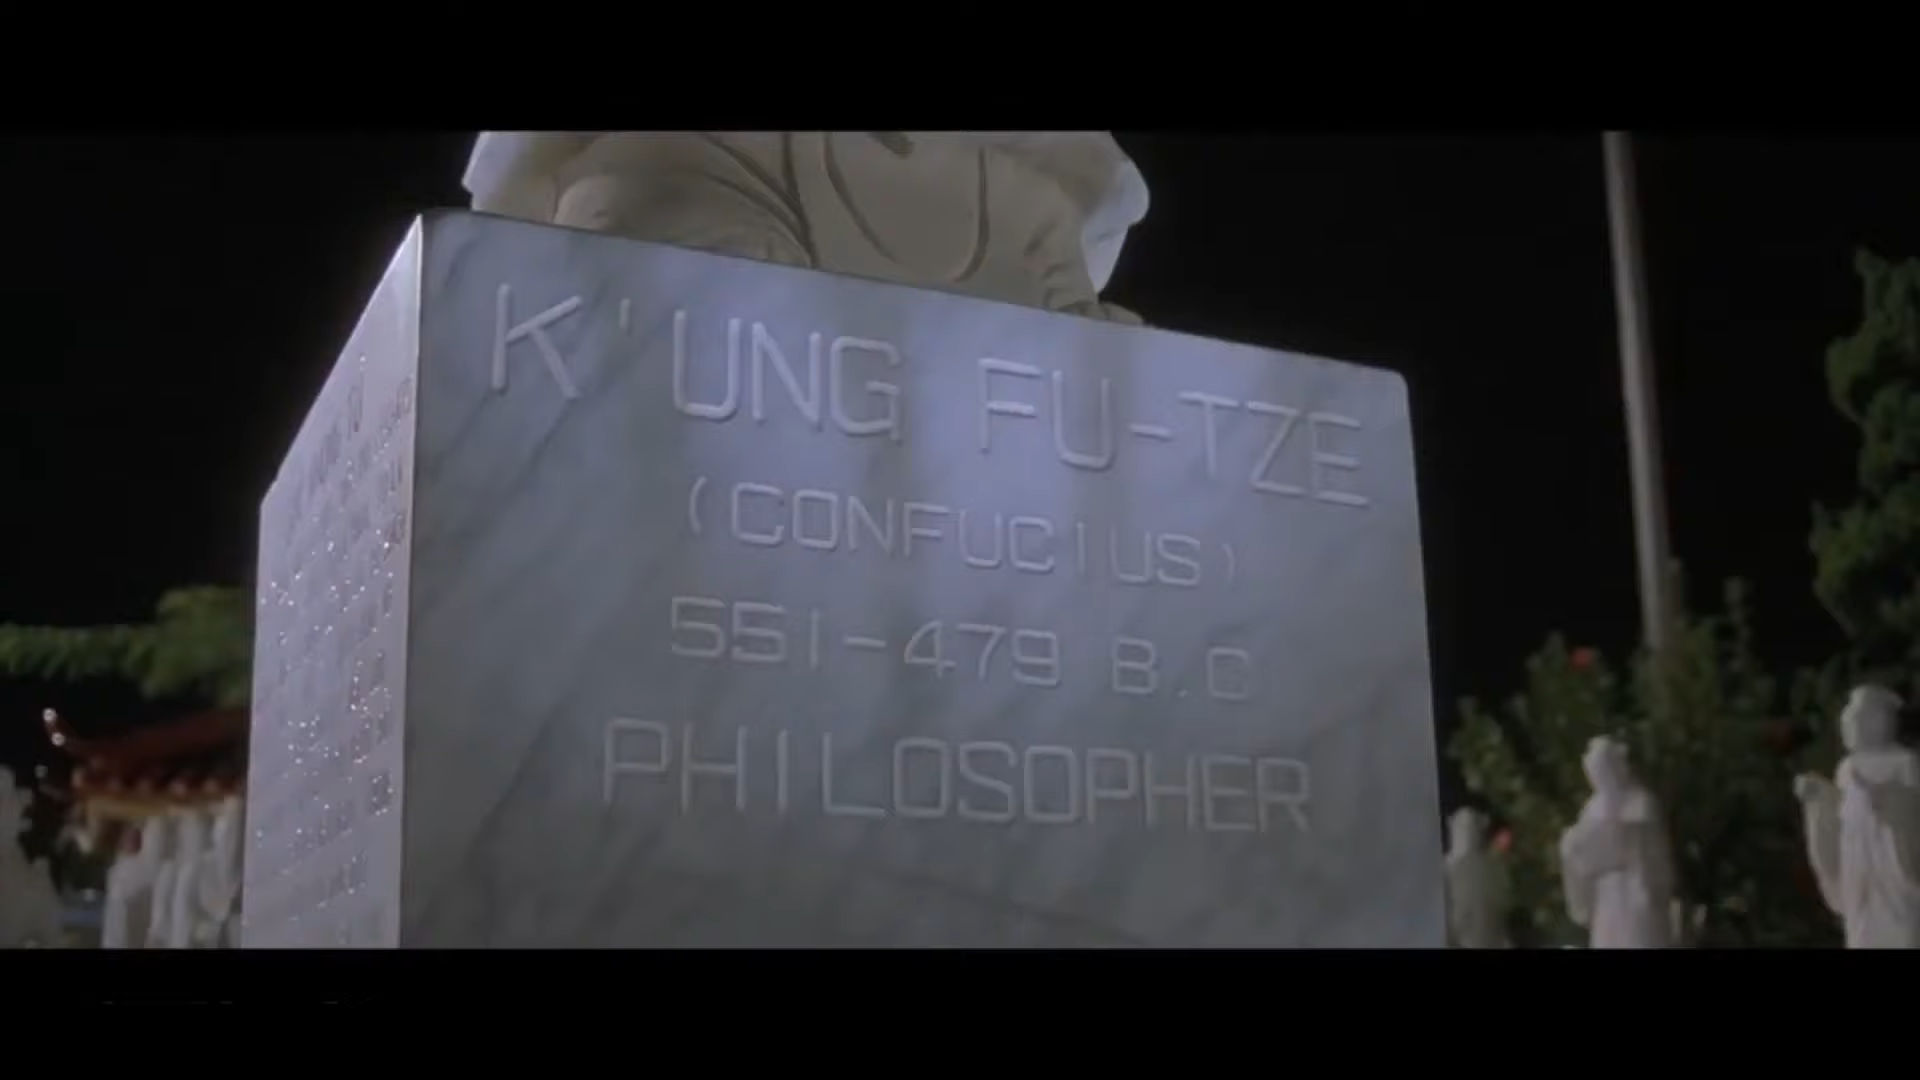 K'UNG FU-TZE
(CONFUCIUS)
551-479 B.C
PHILOSOPHER